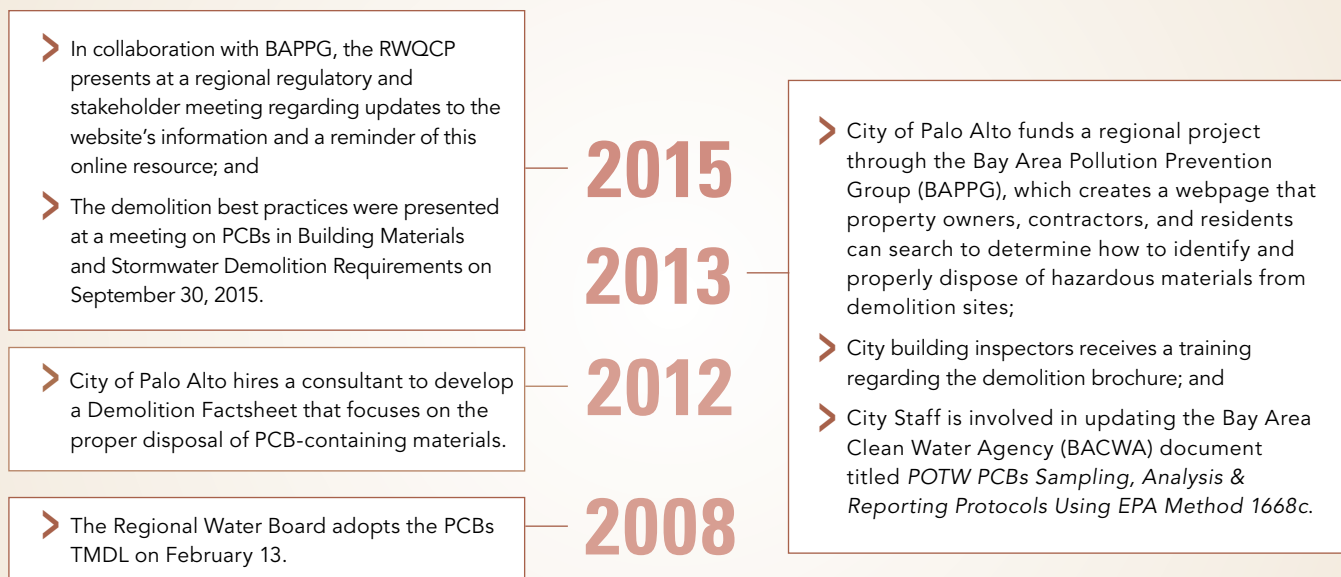 > In collaboration with BAPPG, the RWQCP
presents at a regional regulatory and
stakeholder meeting regarding updates to the
website's information and a reminder of this
online resource; and
> The demolition best practices were presented
at a meeting on PCBs in Building Materials
and Stormwater Demolition Requirements on
September 30, 2015.
2015
2013
> City of Palo Alto funds a regional project
through the Bay Area Pollution Prevention
Group (BAPPG), which creates a webpage that
property owners, contractors, and residents
can search to determine how to identify and
properly dispose of hazardous materials from
demolition sites;
> City building inspectors receives a training
regarding the demolition brochure; and
> City Staff is involved in updating the Bay Area
Clean Water Agency (BACWA) document
titled POTW PCBs Sampling, Analysis &
Reporting Protocols Using EPA Method 1668c.
> City of Palo Alto hires a consultant to develop
a Demolition Factsheet that focuses on the
proper disposal of PCB-containing materials.
2012
> The Regional Water Board adopts the PCBs
TMDL on February 13.
2008